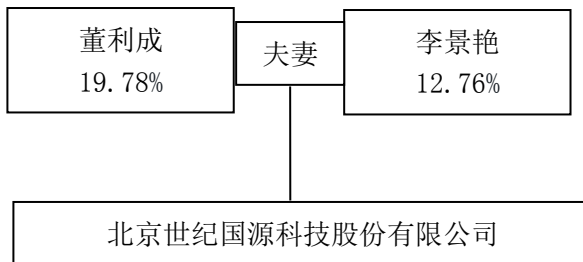 董利成
19.78%
夫妻
李景艳
12.76%
北京世纪国源科技股份有限公司